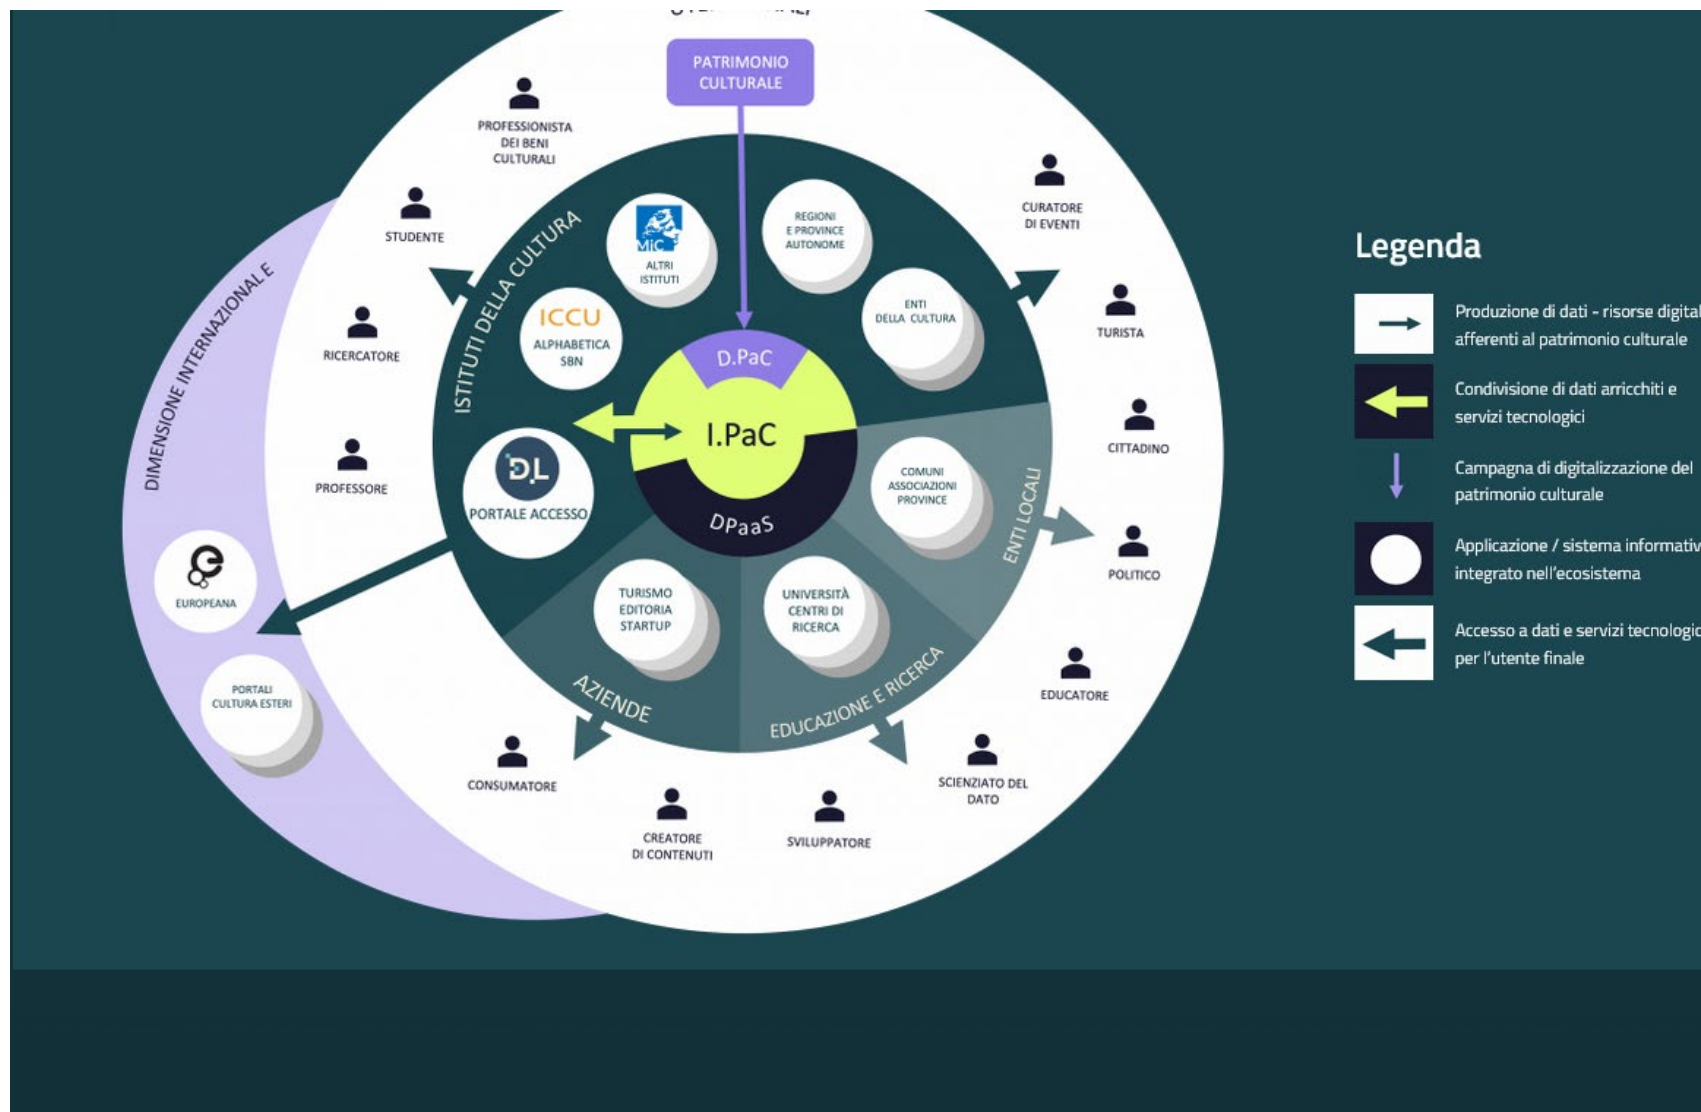 PATRIMONIO
CULTURALE
PROFESSIONISTA
DEI BENI
CULTURALI
STUDENTE
RICERCATORE
PROFESSORE
CURATORE
DI EVENTI
TURISTA
CITTADINO
POLITICO
EDUCATORE
SCIENZIATO DEL
DATO
SVILUPPATORE
CREATORE
DI CONTENUTI
CONSUMATORE
DIMENSIONE INTERNAZIONALE
EUROPEANA
PORTALI
CULTURA ESTERI
ISTITUTI DELLA CULTURA
MiC
ALTRI
ISTITUTI
REGIONI
E PROVINCE
AUTONOME
ENTI
DELLA CULTURA
ICCU
ALPHABETICA
SBN
D.L
PORTALE ACCESSO
D.PaC
I.PaC
DPaaS
COMUNI
ASSOCIAZIONI
PROVINCE
ENTI LOCALI
TURISMO
EDITORIA
STARTUP
AZIENDE
UNIVERSITÀ
CENTRI DI
RICERCA
EDUCAZIONE E RICERCA
Legenda
Produzione di dati - risorse digital
afferenti al patrimonio culturale
Condivisione di dati arricchiti e
servizi tecnologici
Campagna di digitalizzazione del
patrimonio culturale
Applicazione / sistema informativ
integrato nell'ecosistema
Accesso a dati e servizi tecnologic
per l'utente finale